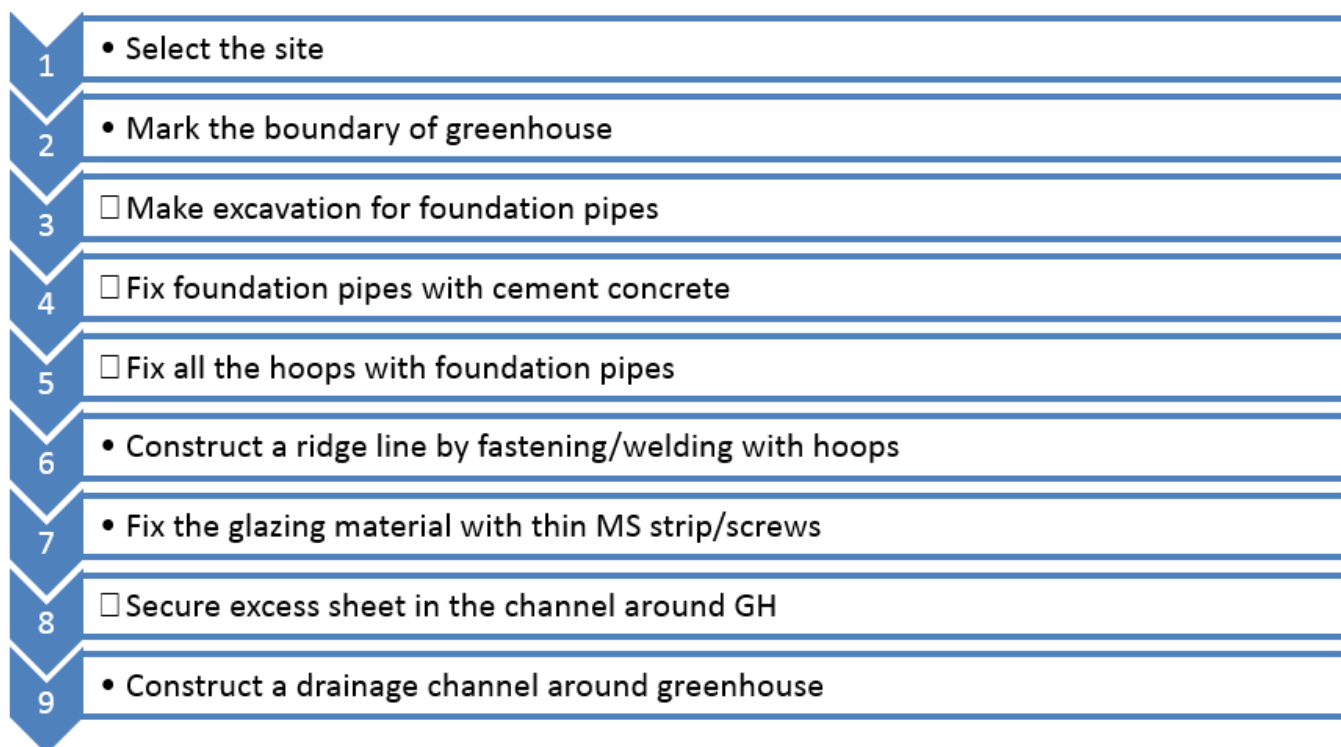 1 • Select the site
2 • Mark the boundary of greenhouse
3 □ Make excavation for foundation pipes
4 □ Fix foundation pipes with cement concrete
5 □ Fix all the hoops with foundation pipes
6 • Construct a ridge line by fastening/welding with hoops
7 • Fix the glazing material with thin MS strip/screws
8 □ Secure excess sheet in the channel around GH
9 • Construct a drainage channel around greenhouse